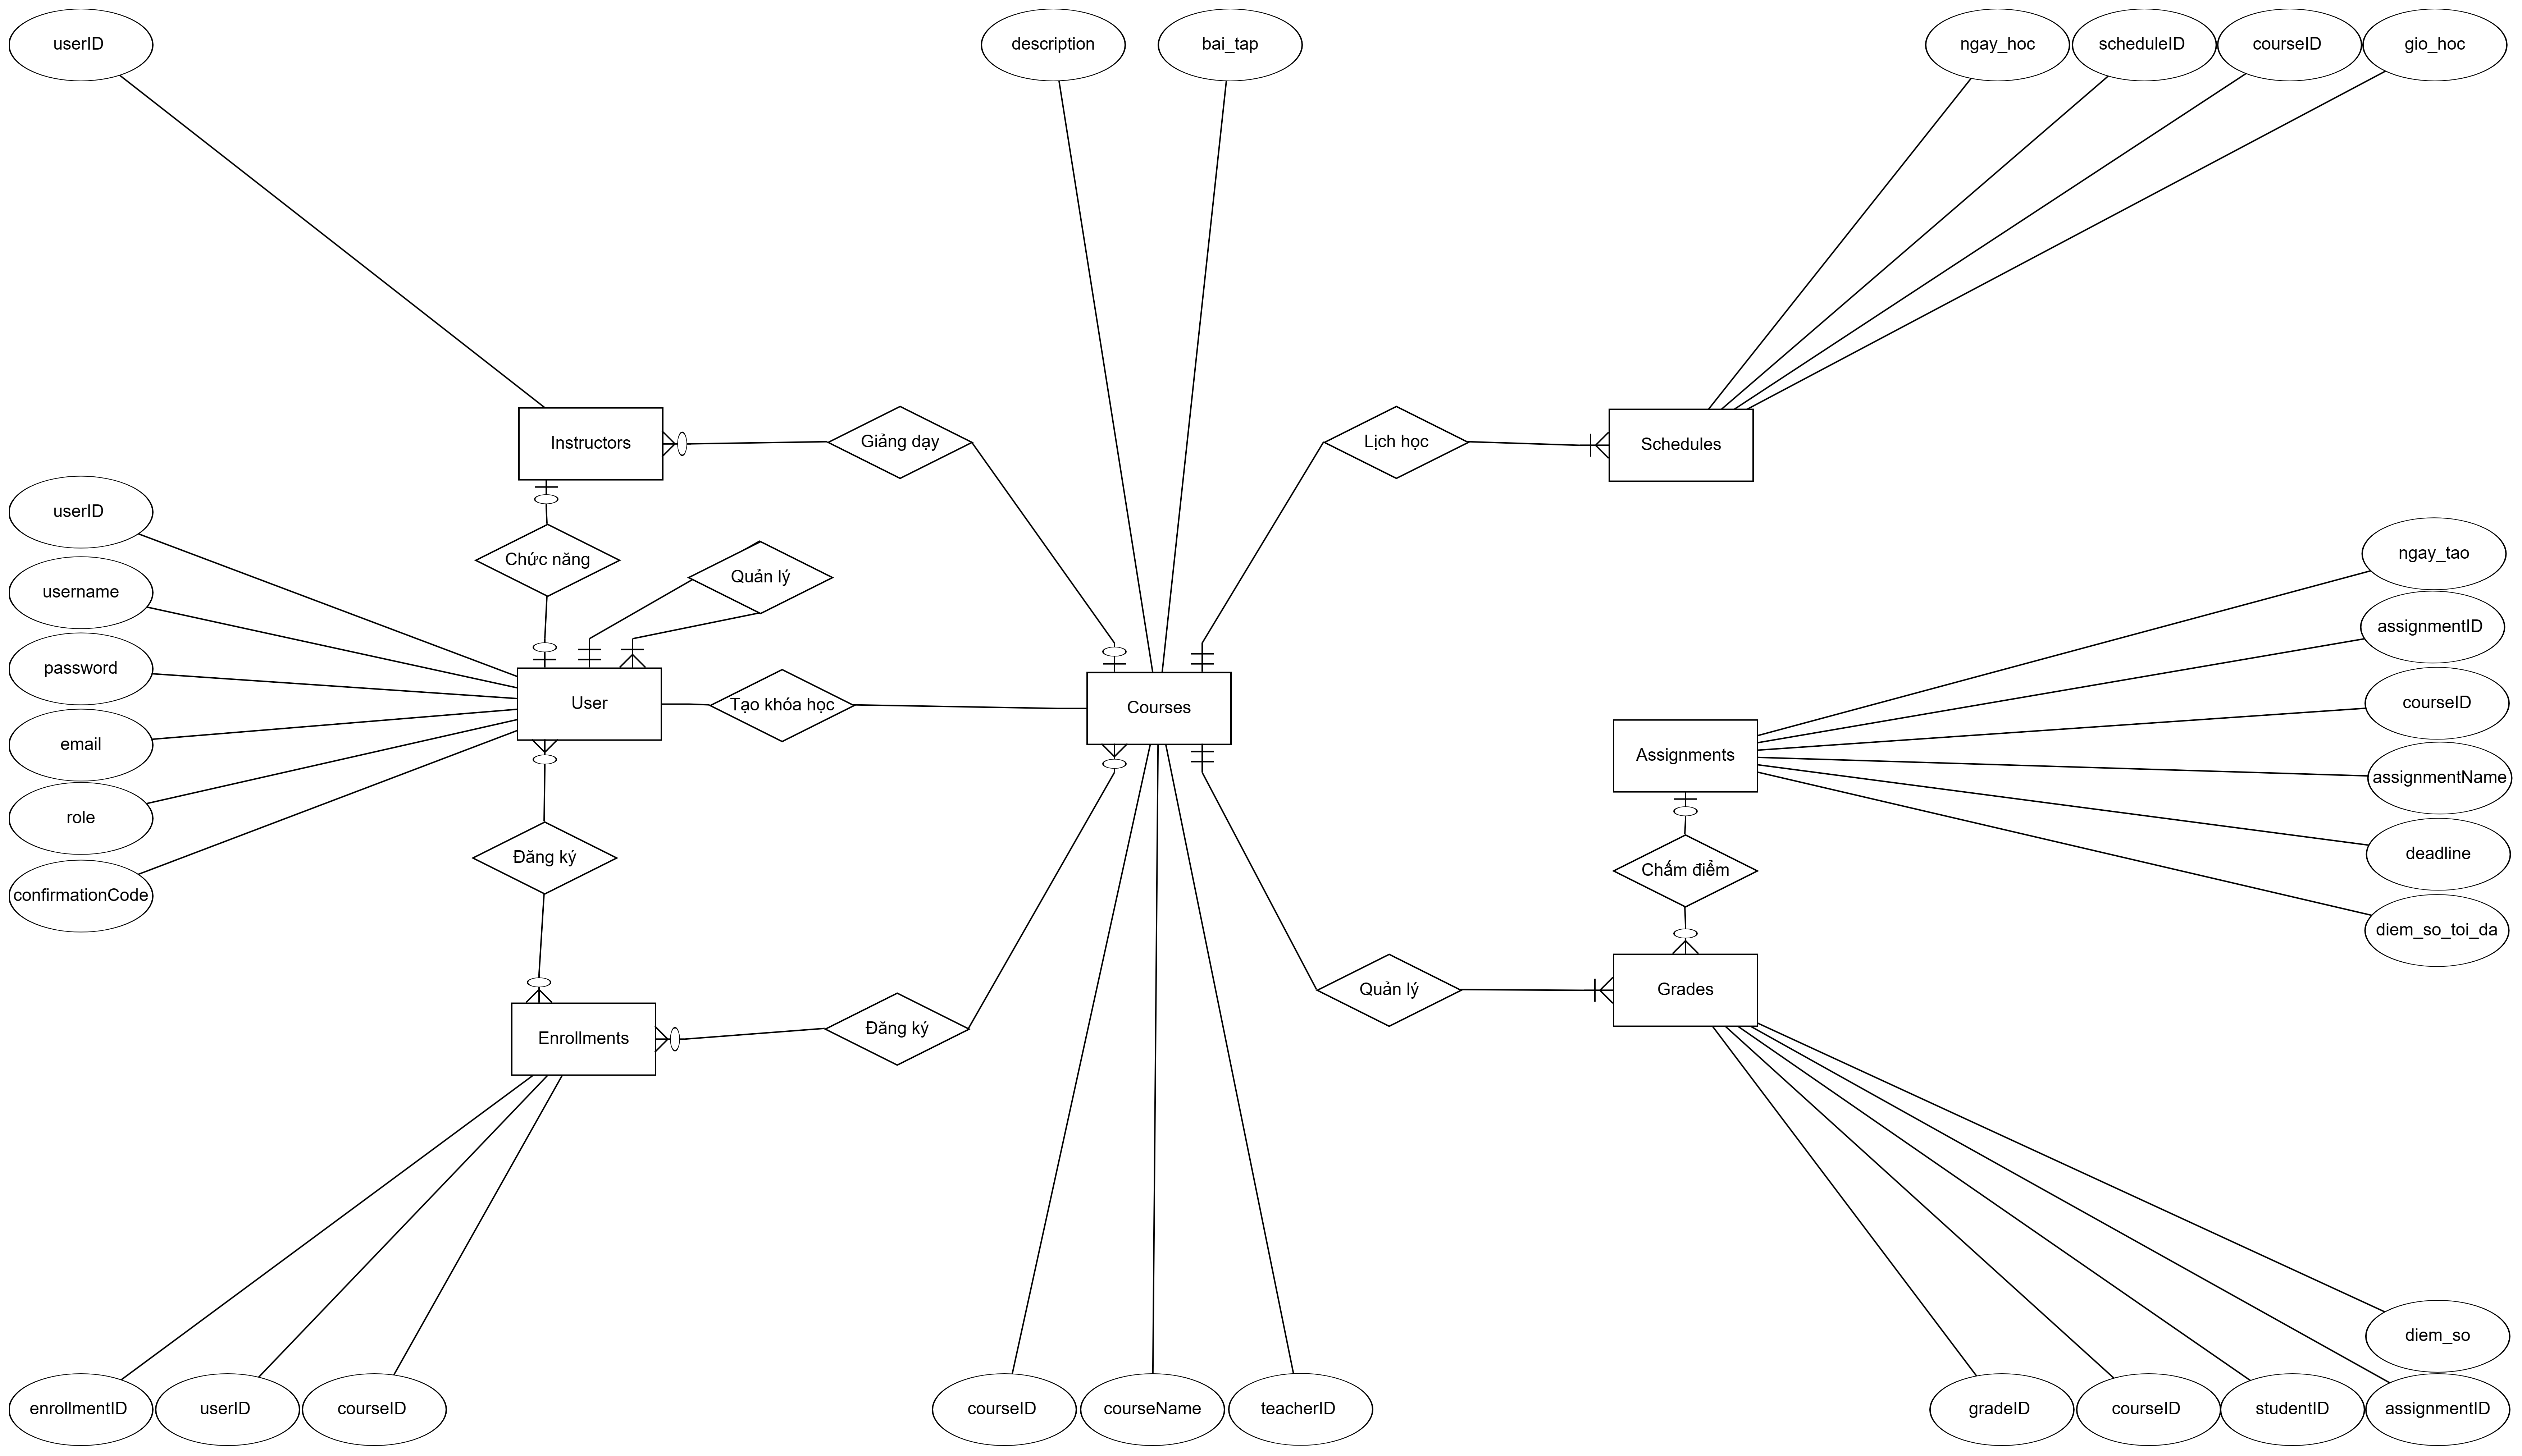 userID
description
bai_tap
ngay_hoc
scheduleID
courseID
gio_hoc
Instructors
Giảng dạy
Lịch học
Schedules
userID
username
password
email
role
confirmationCode
Chức năng
Quản lý
User
Tạo khóa học
Courses
ngay_tao
assignmentID
courseID
assignmentName
deadline
diem_so_toi_da
Assignments
Chấm điểm
Đăng ký
Enrollments
Đăng ký
Quản lý
Grades
enrollmentID
userID
courseID
courseID
courseName
teacherID
gradeID
courseID
studentID
assignmentID
diem_so